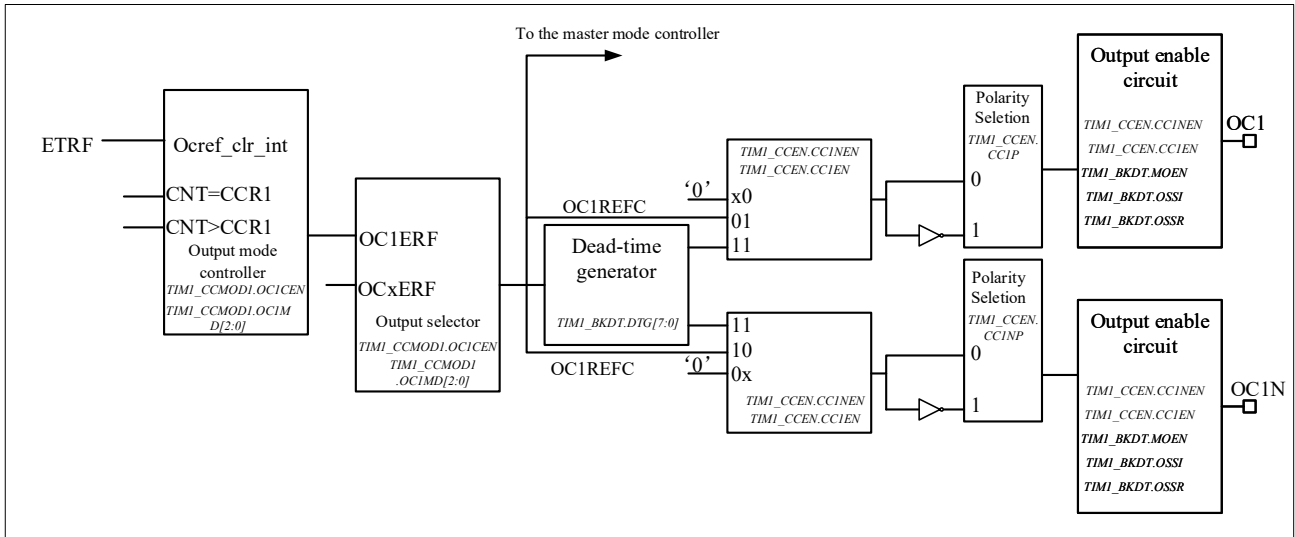 To the master mode controller
ETRF
Ocref_clr_int
CNT=CCR1
CNT>CCR1
Output mode
controller
TIM1_CCMOD1.OC1CEN
TIM1_CCMOD1.OC1M
D[2:0]
OC1ERF
OCxERF
Output selector
TIM1_CCMOD1.OC1CEN
TIM1_CCMOD1
.OC1MD[2:0]
OC1REFC
Dead-time
generator
TIM1_BKDT.DTG[7:0]
OC1REFC
TIM1_CCEN.CC1NEN
TIM1_CCEN.CC1EN
‘0’
x0
01
11
11
10
‘0’
0x
TIM1_CCEN.CC1NEN
TIM1_CCEN.CC1EN
Polarity
Seletion
TIM1_CCEN.
CC1P
0
1
Polarity
Seletion
TIM1_CCEN.
CC1NP
0
1
Output enable
circuit
TIM1_CCEN.CC1NEN
TIM1_CCEN.CC1EN
TIM1_BKDT.MOEN
TIM1_BKDT.OSSI
TIM1_BKDT.OSSR
OC1
Output enable
circuit
TIM1_CCEN.CC1NEN
TIM1_CCEN.CC1EN
TIM1_BKDT.MOEN
TIM1_BKDT.OSSI
TIM1_BKDT.OSSR
OC1N